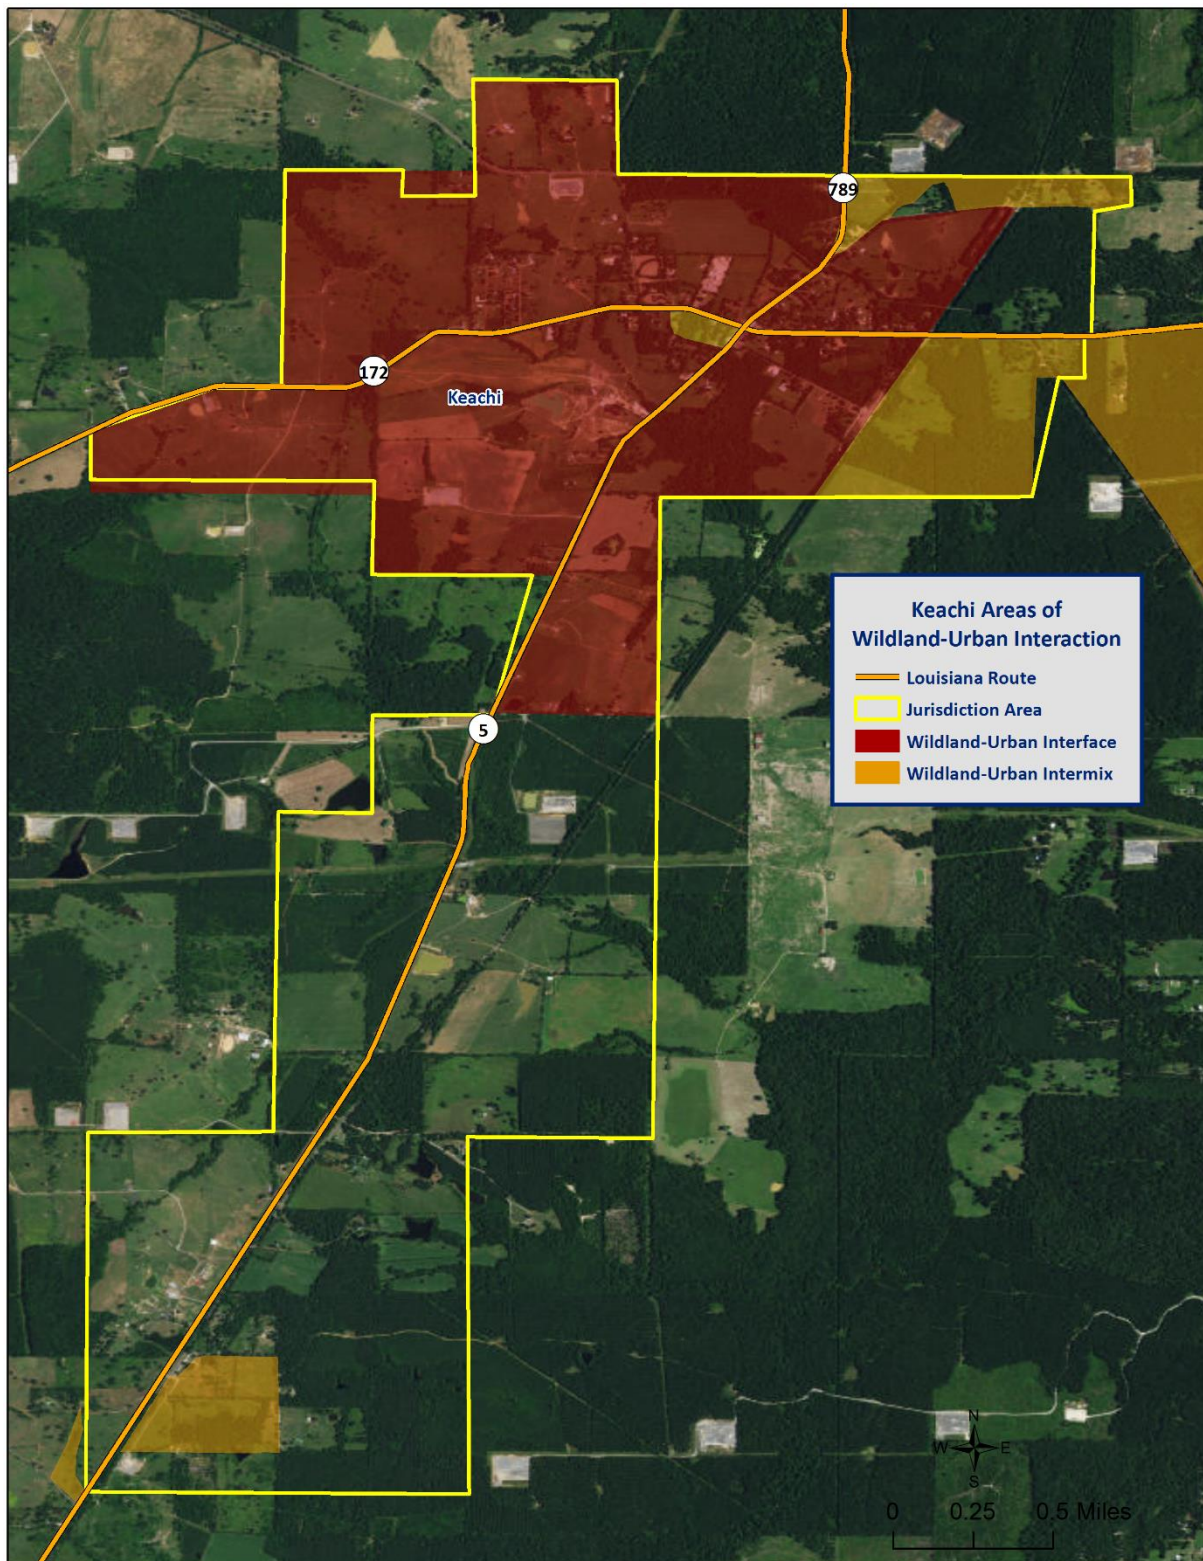 789
172
Keachi
5
Keachi Areas of
Wildland-Urban Interaction
Louisiana Route
Jurisdiction Area
Wildland-Urban Interface
Wildland-Urban Intermix
N
W E
S
0 0.25 0.5 Miles